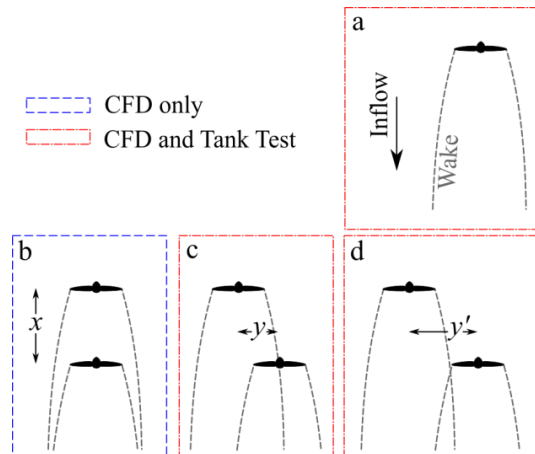 a
CFD only
CFD and Tank Test
Inflow
Wake
b
c
d
x
y
y′